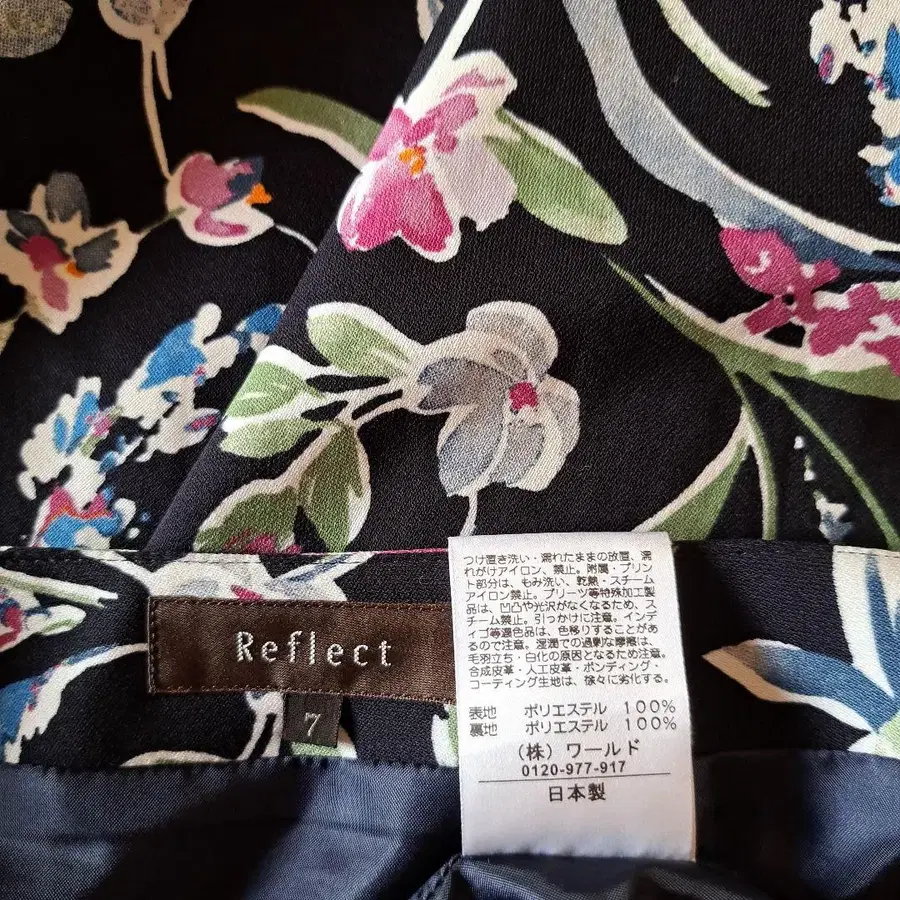 Reflect
7
つけ置き洗い・濡れたままの放置、濡
れがけアイロン、禁止。附属・プリン
ト部分は、もみ洗い、乾熱・スチーム
アイロン禁止。プリーツ等特殊加工製
品は、凹凸や光沢がなくなるため、ス
チーム禁止。引っかけに注意。インデ
ィゴ等濃色品は、色移りすることがあ
るので注意。湿潤での過剰な摩擦は、
毛羽立ち・白化の原因となるため注意。
合成皮革・人工皮革・ボンディング・
コーティング生地は、徐々に劣化する。
表地 ポリエステル 100%
裏地 ポリエステル 100%
(株) ワールド
0120-977-917
日本製